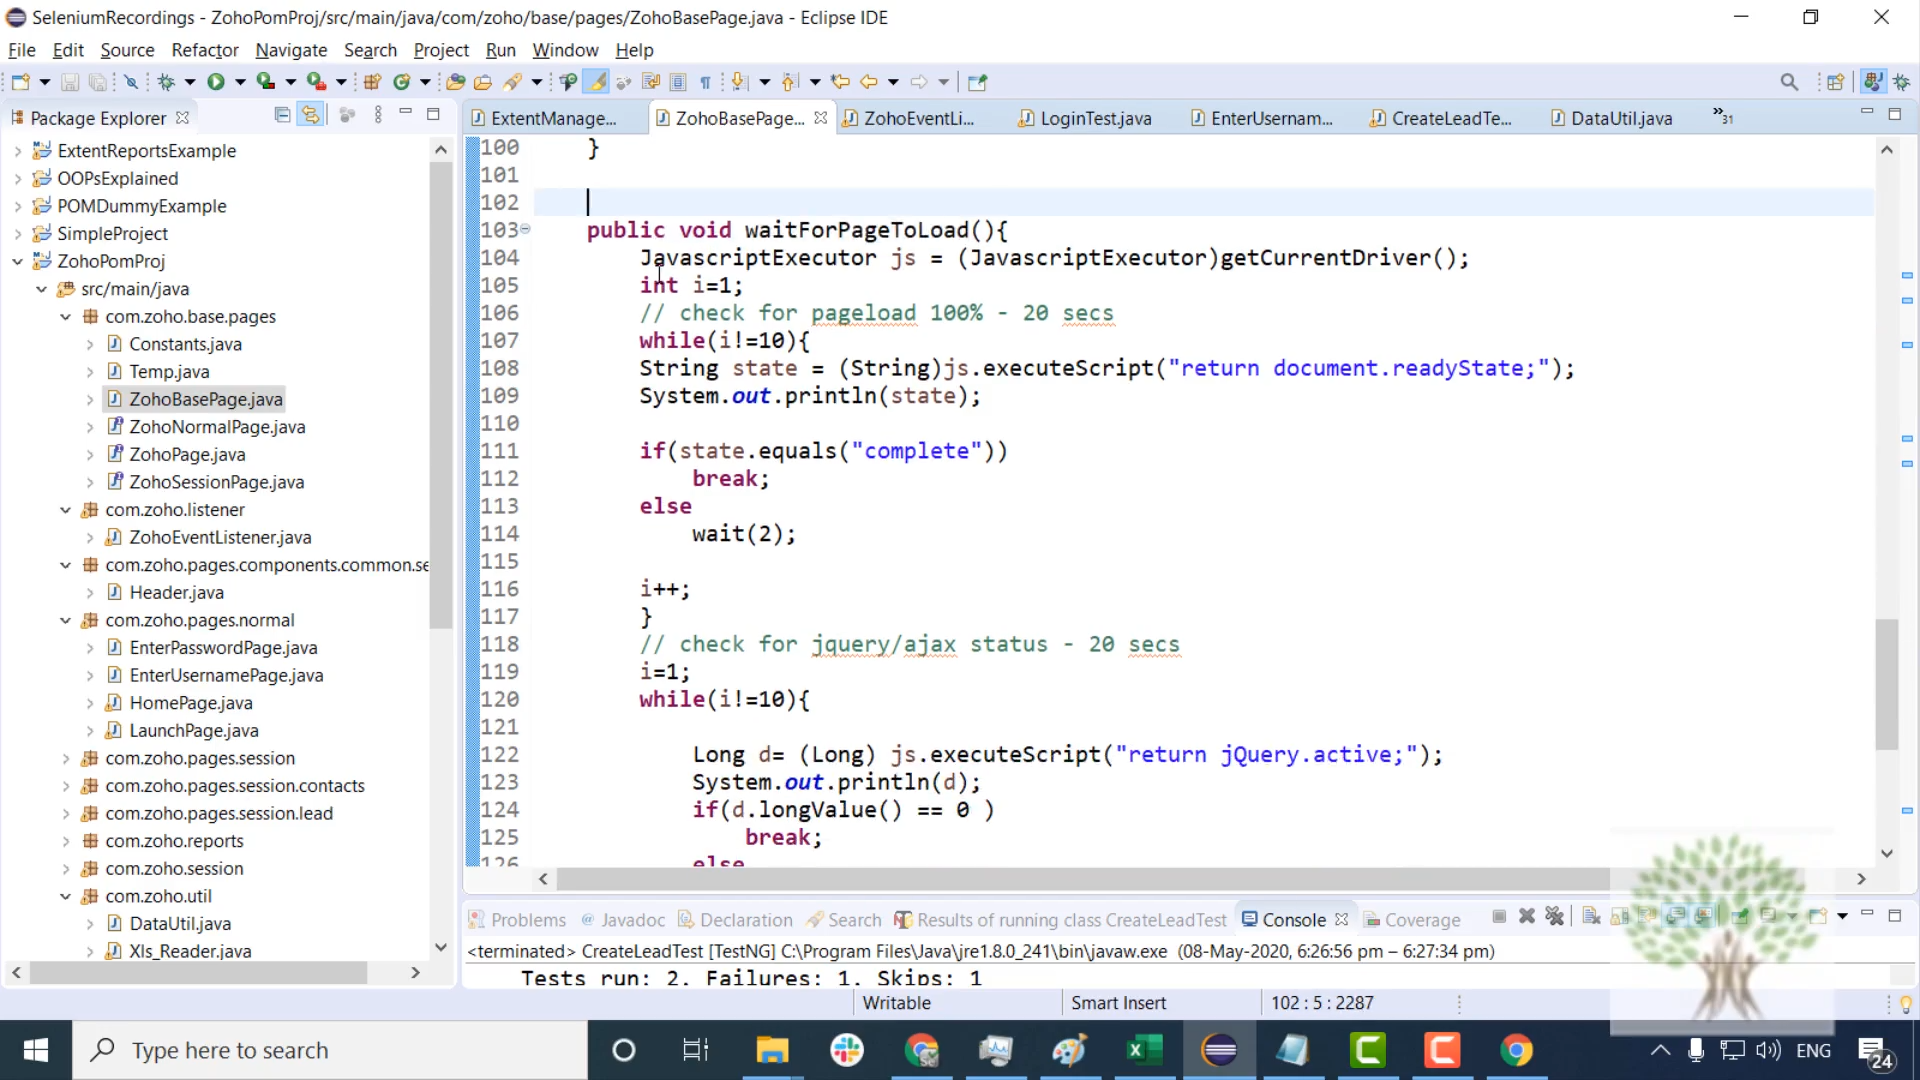 SeleniumRecordings - ZohoPomProj/src/main/java/com/zoho/base/pages/ZohoBasePage.java - Eclipse IDE
File Edit Source Refactor Navigate Search Project Run Window Help
Package Explorer
ExtentManage... ZohoBasePage... ZohoEventLi... LoginTest.java EnterUsernam... CreateLeadTe... DataUtil.java »31
ExtentReportsExample
OOPsExplained
POMDummyExample
SimpleProject
ZohoPomProj
src/main/java
com.zoho.base.pages
Constants.java
Temp.java
ZohoBasePage.java
ZohoNormalPage.java
ZohoPage.java
ZohoSessionPage.java
com.zoho.listener
ZohoEventListener.java
com.zoho.pages.components.common.se
Header.java
com.zoho.pages.normal
EnterPasswordPage.java
EnterUsernamePage.java
HomePage.java
LaunchPage.java
com.zoho.pages.session
com.zoho.pages.session.contacts
com.zoho.pages.session.lead
com.zoho.reports
com.zoho.session
com.zoho.util
DataUtil.java
Xls_Reader.java
100 }
101
102
103 public void waitForPageToLoad(){
104 JavascriptExecutor js = (JavascriptExecutor)getCurrentDriver();
105 int i=1;
106 // check for pageload 100% - 20 secs
107 while(i!=10){
108 String state = (String)js.executeScript("return document.readyState;");
109 System.out.println(state);
110
111 if(state.equals("complete"))
112 break;
113 else
114 wait(2);
115
116 i++;
117 }
118 // check for jquery/ajax status - 20 secs
119 i=1;
120 while(i!=10){
121
122 Long d= (Long) js.executeScript("return jQuery.active;");
123 System.out.println(d);
124 if(d.longValue() == 0 )
125 break;
126 else
Problems Javadoc Declaration Search Results of running class CreateLeadTest Console Coverage
<terminated> CreateLeadTest [TestNG] C:\Program Files\Java\jre1.8.0_241\bin\javaw.exe (08-May-2020, 6:26:56 pm – 6:27:34 pm)
Tests run: 2, Failures: 1, Skips: 1
Writable Smart Insert 102 : 5 : 2287
Type here to search
ENG
24